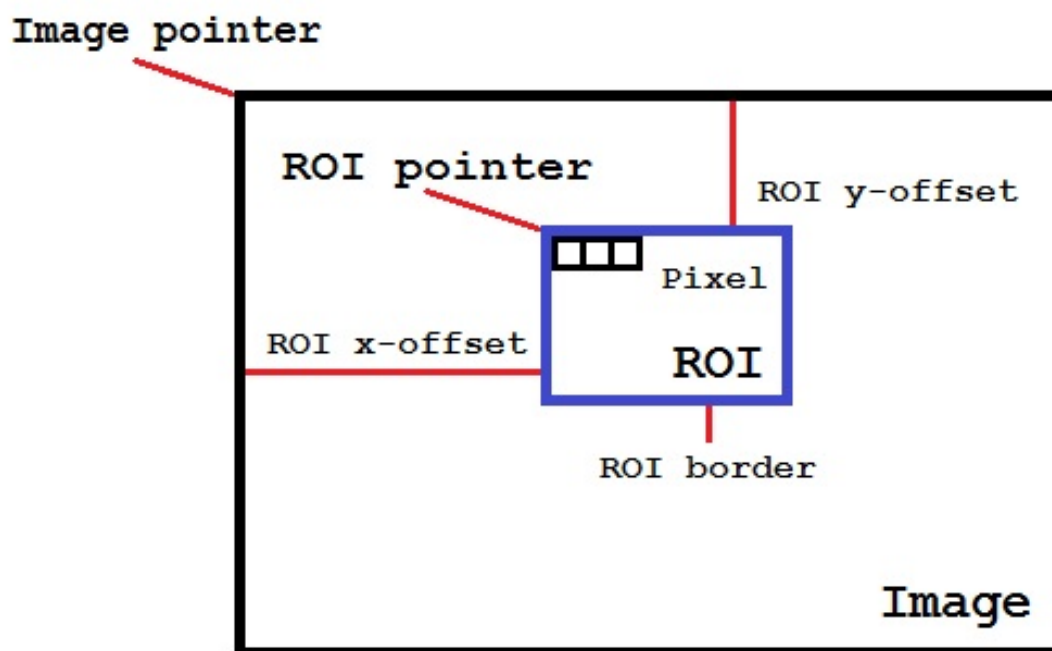 Image pointer
ROI pointer
ROI y-offset
Pixel
ROI x-offset
ROI
ROI border
Image